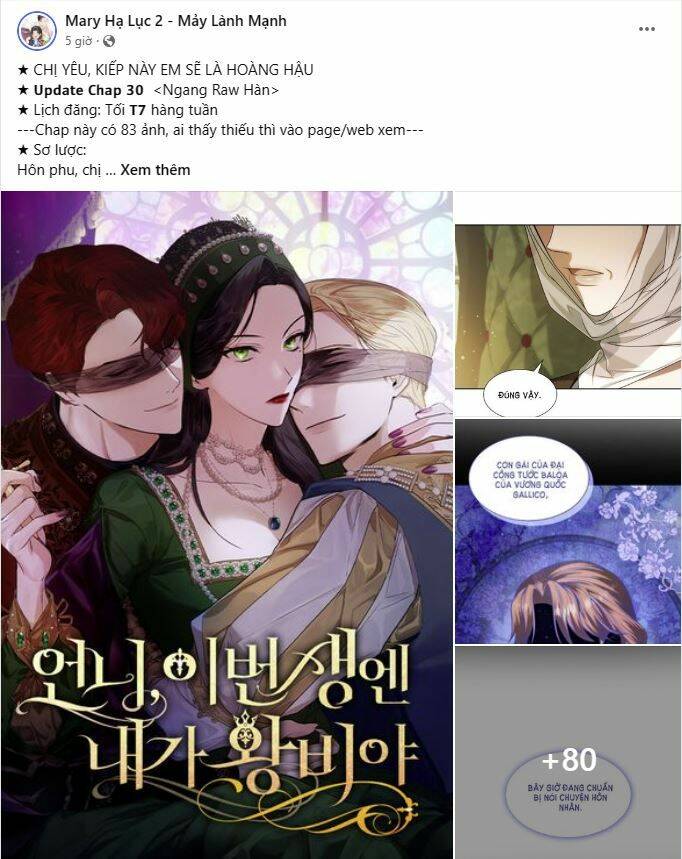 Mary Hạ Lục 2 - Mảy Lành Mạnh
5 giờ ·
★ CHỊ YÊU, KIẾP NÀY EM SẼ LÀ HOÀNG HẬU
★ Update Chap 30 <Ngang Raw Hàn>
★ Lịch đăng: Tối T7 hàng tuần
---Chap này có 83 ảnh, ai thấy thiếu thì vào page/web xem---
★ Sơ lược:
Hôn phu, chị ... Xem thêm
언니, 이번 생엔
내가 왕비야
ĐÚNG VẬY.
CON GÁI CỦA ĐẠI
CÔNG TƯỚC BALOA
CỦA VƯƠNG QUỐC
GALLICO,
+80
BÂY GIỜ ĐANG CHUẨN
BỊ NÓI CHUYỆN HÔN
NHÂN.